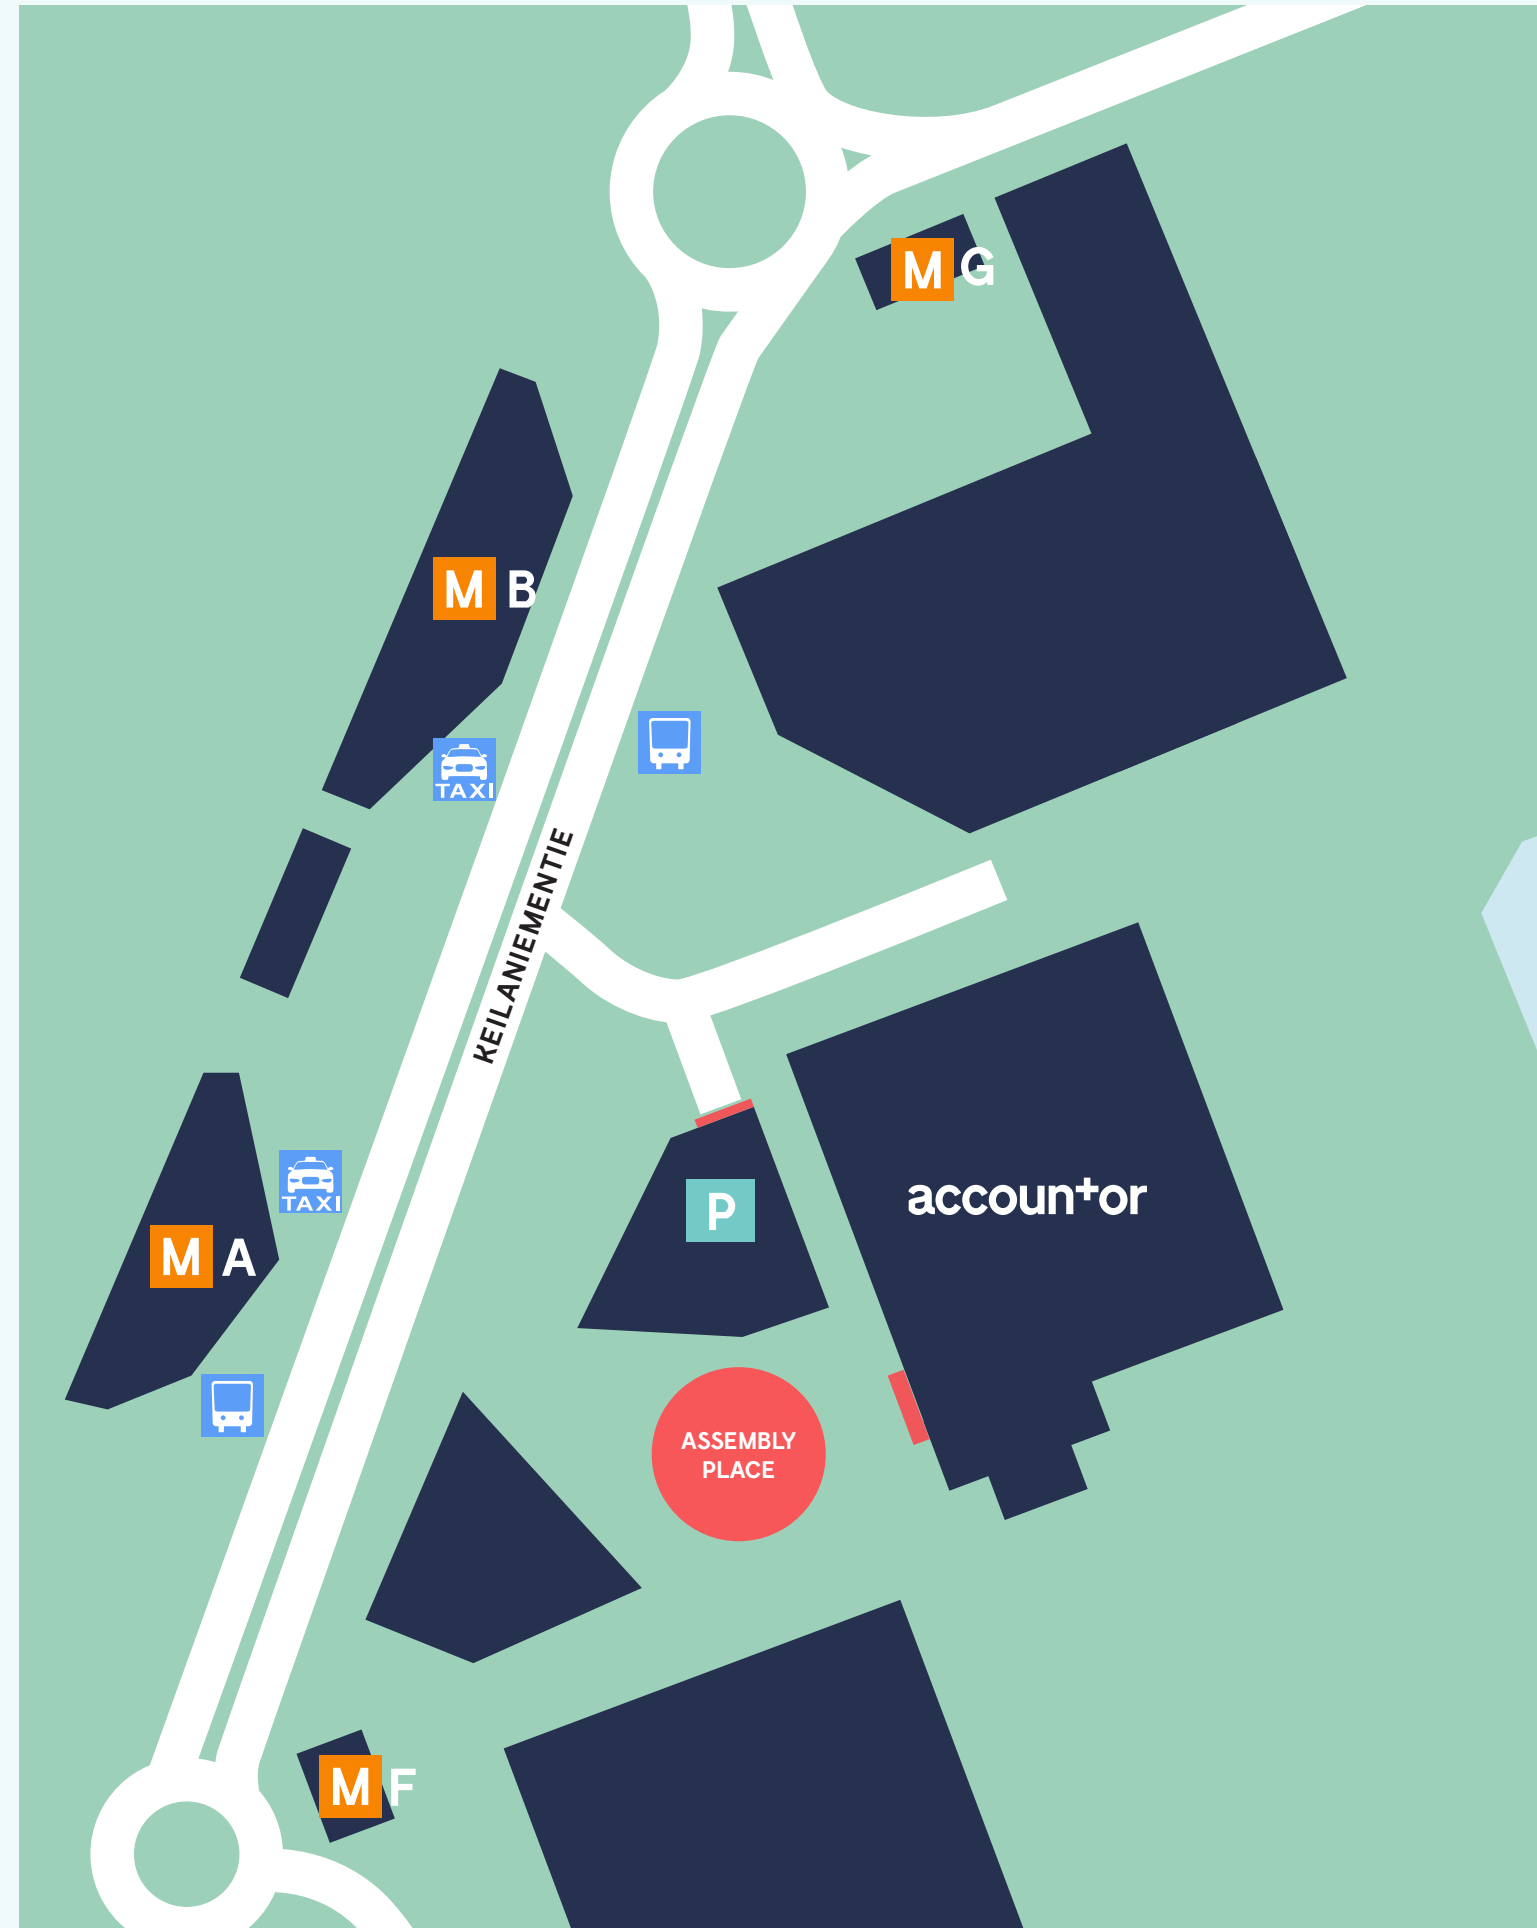 M G
M B
TAXI
KEILANIEMENTIE
TAXI
P
accountor
M A
ASSEMBLY
PLACE
M F